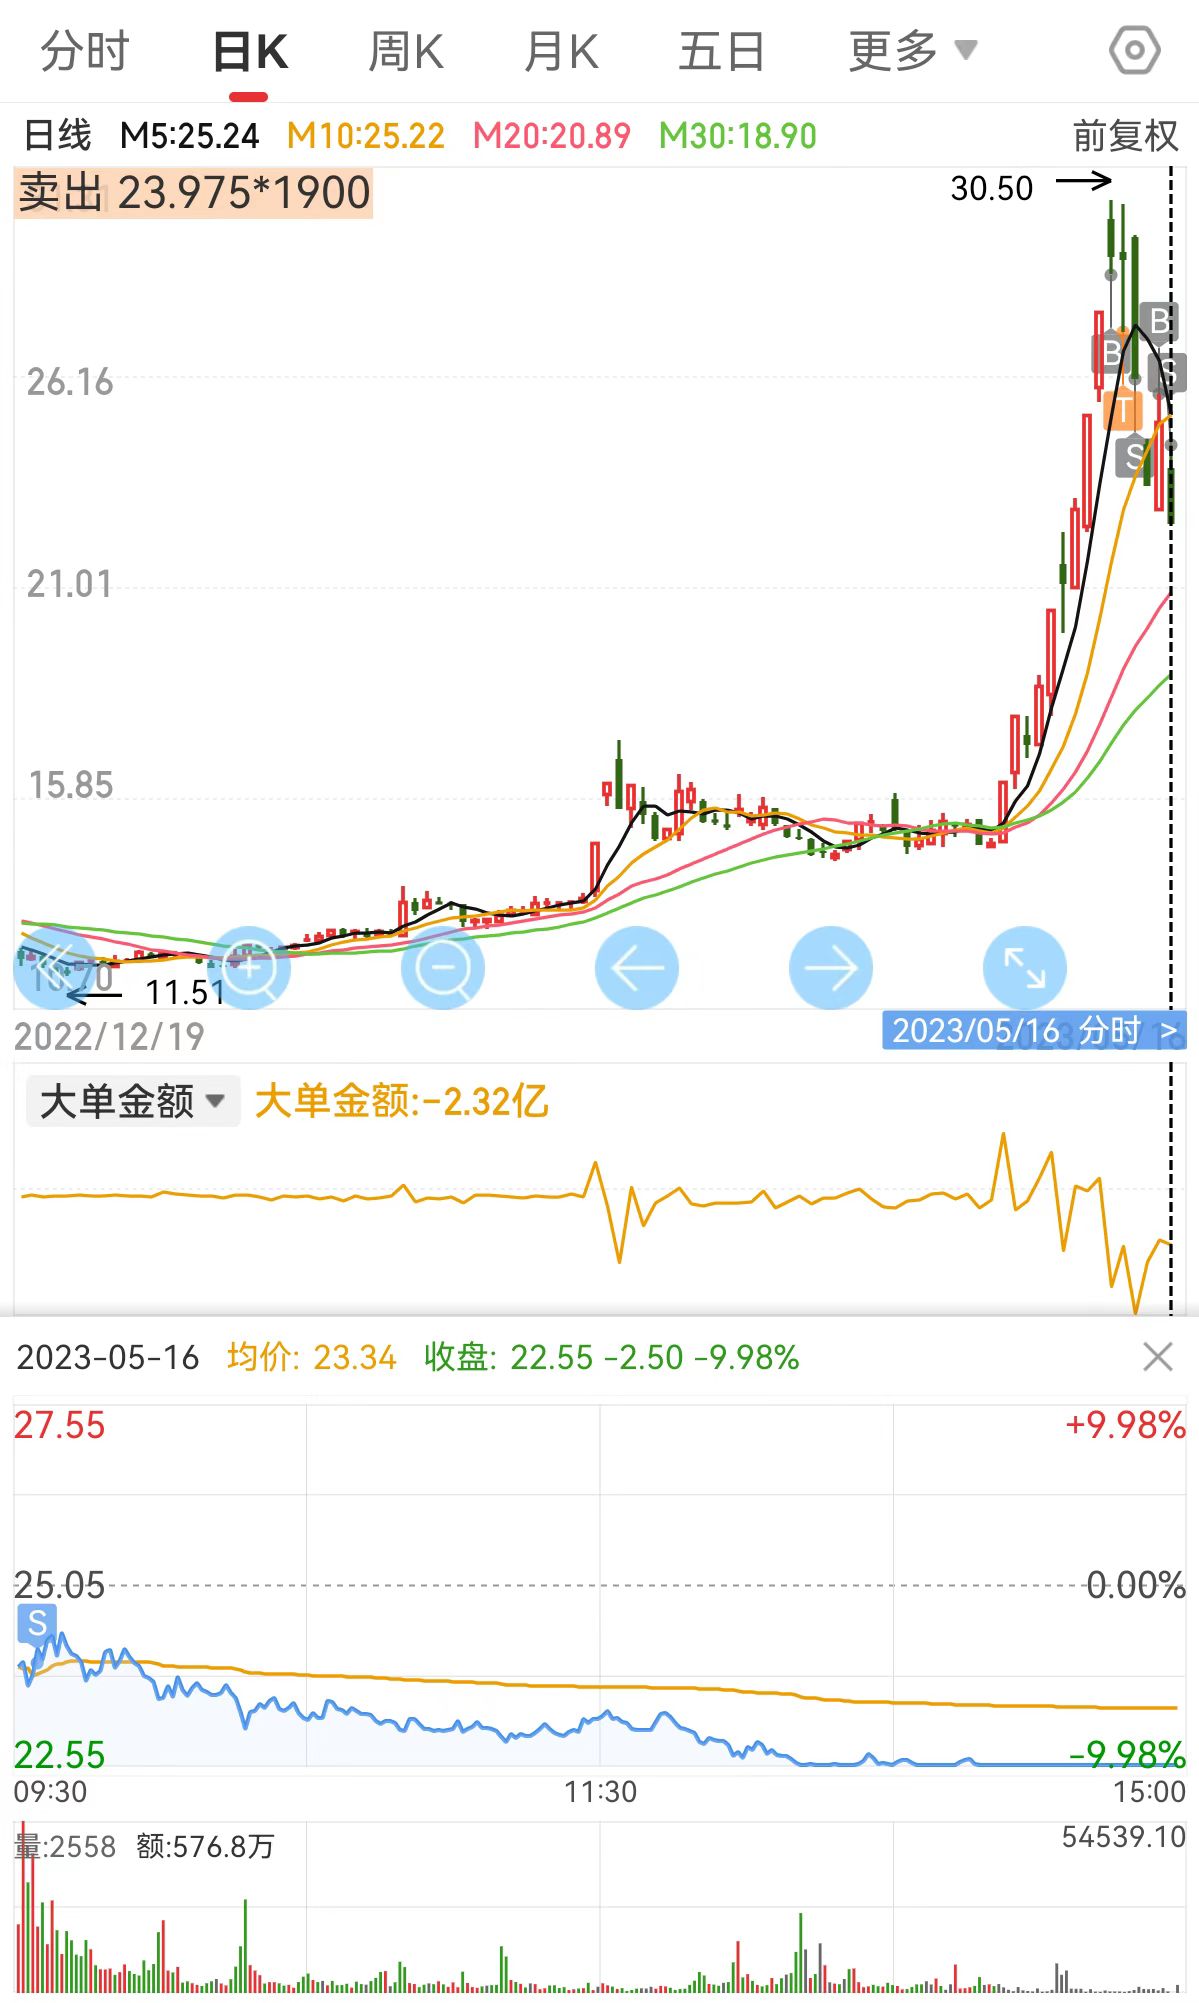 分时 日K 周K 月K 五日 更多
日线 M5:25.24 M10:25.22 M20:20.89 M30:18.90 前复权
卖出 23.975*1900
30.50
B
B
S
26.16
T
S
21.01
15.85
11.51
2022/12/19 2023/05/16 分时 >
大单金额 大单金额:-2.32亿
2023-05-16 均价: 23.34 收盘: 22.55 -2.50 -9.98%
27.55 +9.98%
25.05 0.00%
S
22.55 -9.98%
09:30 11:30 15:00
量:2558 额:576.8万 54539.10